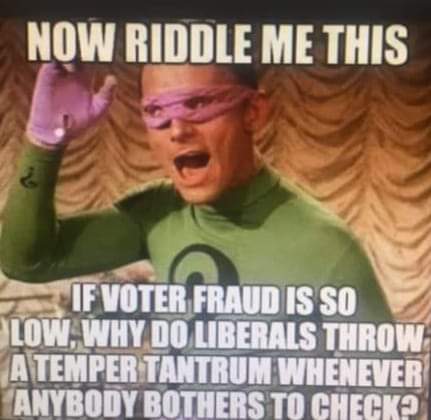 NOW RIDDLE ME THIS
IF VOTER FRAUD IS SO
LOW, WHY DO LIBERALS THROW
A TEMPER TANTRUM WHENEVER
ANYBODY BOTHERS TO CHECK?